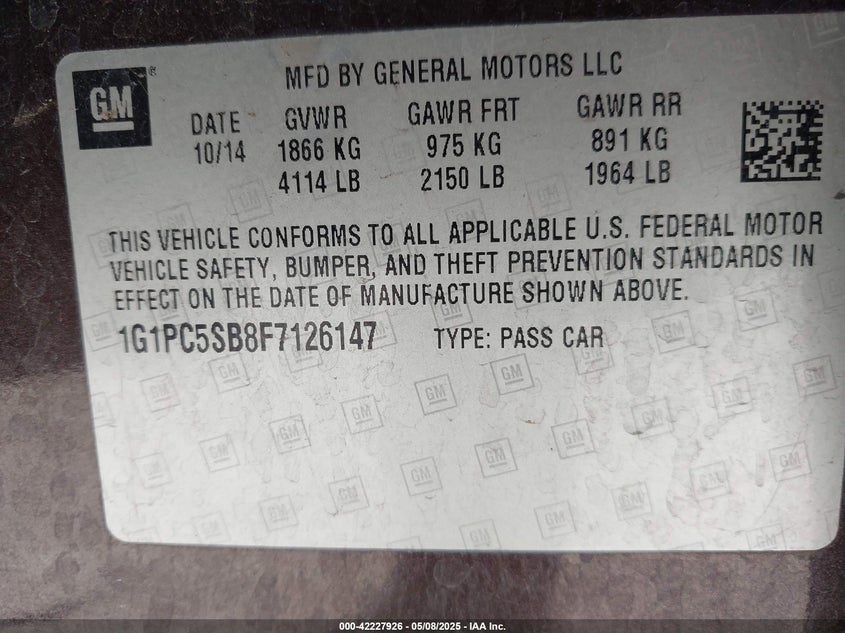 GM
®
MFD BY GENERAL MOTORS LLC
DATE GVWR GAWR FRT GAWR RR
10/14 1866 KG 975 KG 891 KG
4114 LB 2150 LB 1964 LB
THIS VEHICLE CONFORMS TO ALL APPLICABLE U.S. FEDERAL MOTOR
VEHICLE SAFETY, BUMPER, AND THEFT PREVENTION STANDARDS IN
EFFECT ON THE DATE OF MANUFACTURE SHOWN ABOVE.
1G1PC5SB8F7126147 TYPE: PASS CAR
000-42227926 - 05/08/2025 - IAA Inc.